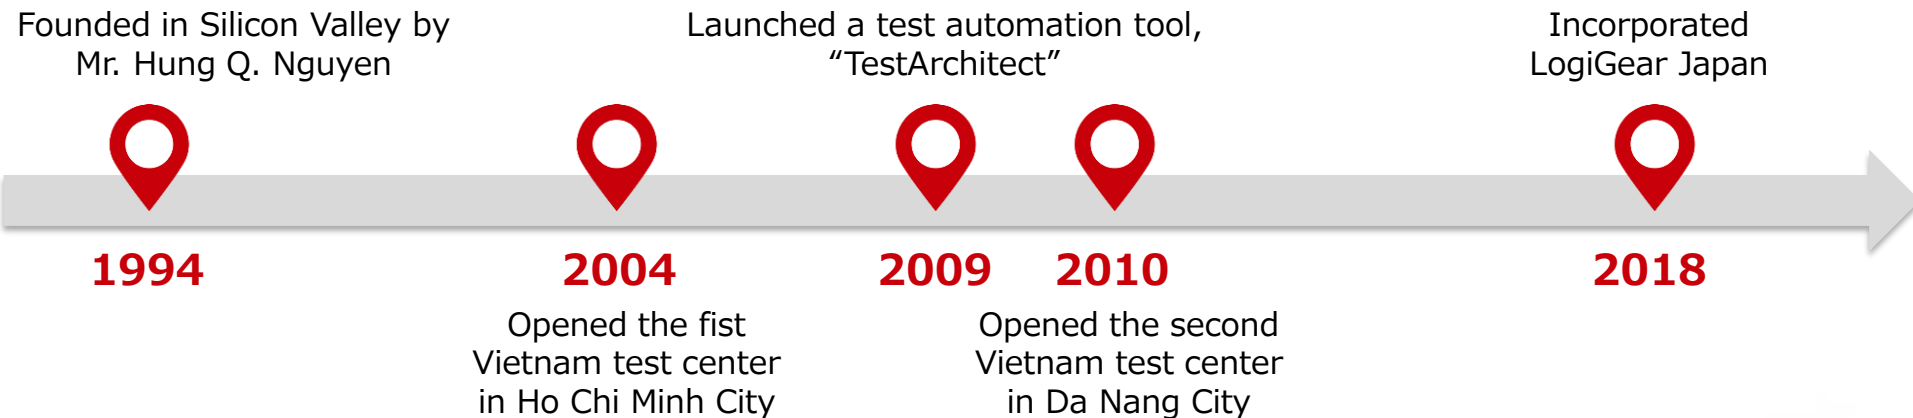 Founded in Silicon Valley by
Mr. Hung Q. Nguyen
Launched a test automation tool,
“TestArchitect”
Incorporated
LogiGear Japan
1994
2004
2009
2010
2018
Opened the fist
Vietnam test center
in Ho Chi Minh City
Opened the second
Vietnam test center
in Da Nang City